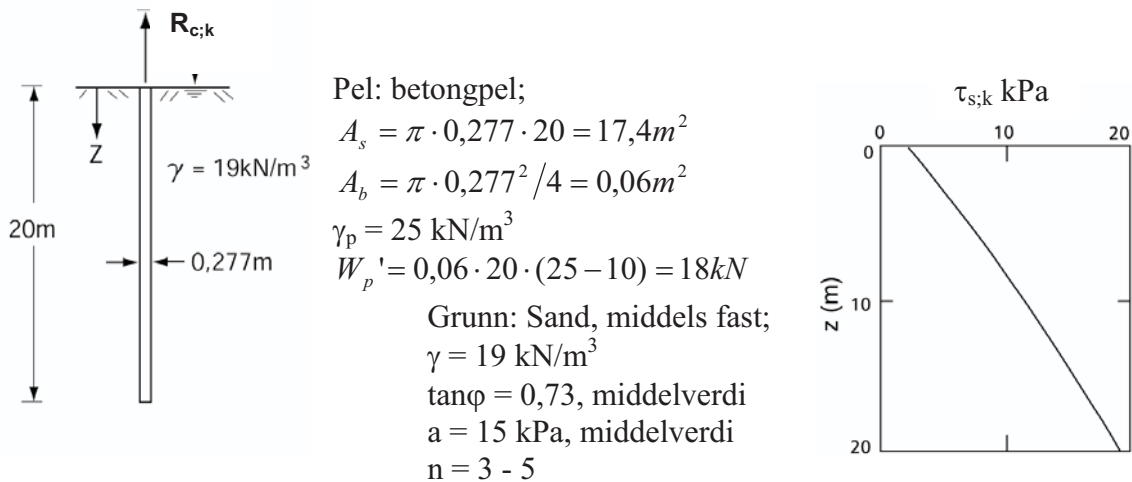 R_{c;k}
Z
γ = 19kN/m³
20m
0,277m
Pel: betongpel;
A_s = π · 0,277 · 20 = 17,4m²
A_b = π · 0,277² / 4 = 0,06m²
γ_p = 25 kN/m³
W_p' = 0,06 · 20 · (25 − 10) = 18kN
Grunn: Sand, middels fast;
γ = 19 kN/m³
tanφ = 0,73, middelverdi
a = 15 kPa, middelverdi
n = 3 - 5
τ_{s;k} kPa
0 10 20
0
10
20
z (m)